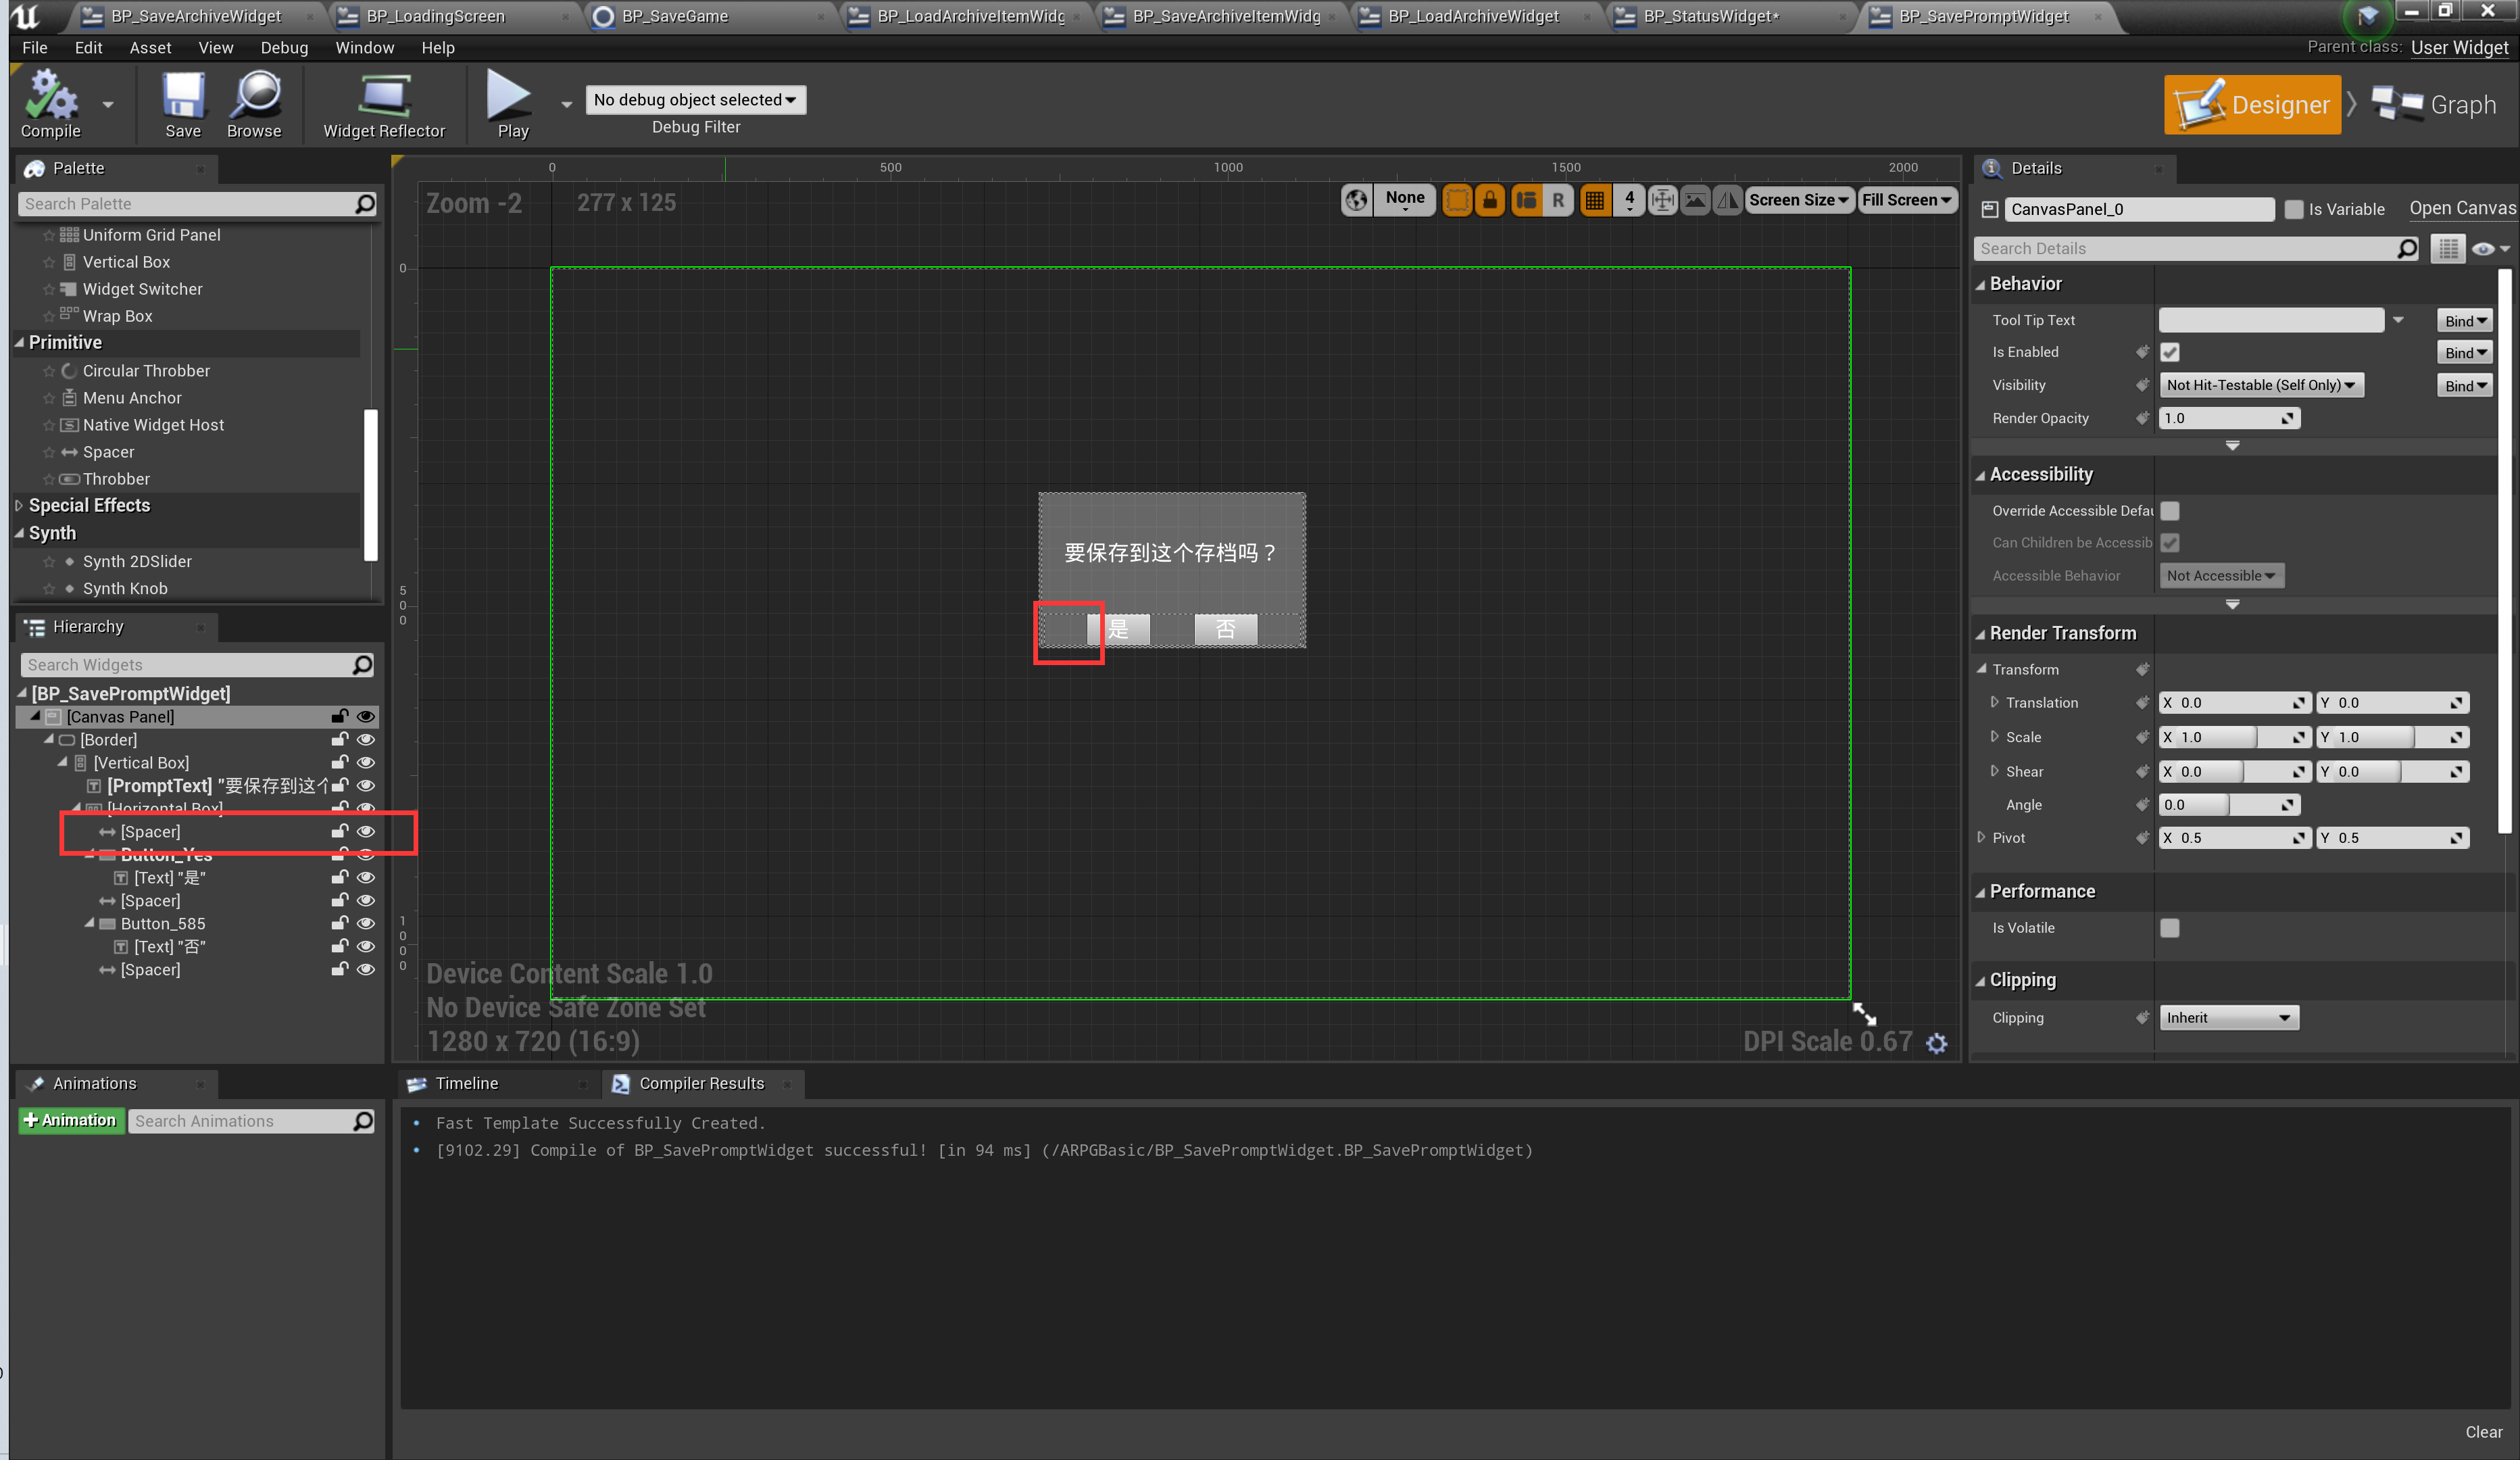 BP_SaveArchiveWidget
BP_LoadingScreen
BP_SaveGame
BP_LoadArchiveItemWidg
BP_SaveArchiveItemWidg
BP_LoadArchiveWidget
BP_StatusWidget*
BP_SavePromptWidget
File Edit Asset View Debug Window Help
Parent class: User Widget
Compile
Save
Browse
Widget Reflector
Play
No debug object selected
Debug Filter
Designer
Graph
Palette
Search Palette
Uniform Grid Panel
Vertical Box
Widget Switcher
Wrap Box
Primitive
Circular Throbber
Menu Anchor
Native Widget Host
Spacer
Throbber
Special Effects
Synth
Synth 2DSlider
Synth Knob
Hierarchy
Search Widgets
[BP_SavePromptWidget]
[Canvas Panel]
[Border]
[Vertical Box]
[PromptText] "要保存到这个
[Horizontal Box]
[Spacer]
Button_Yes
[Text] "是"
[Spacer]
Button_585
[Text] "否"
[Spacer]
0 500 1000 1500 2000
Zoom -2
277 x 125
None
R
4
Screen Size
Fill Screen
0
500
1000
要保存到这个存档吗？
是
否
Device Content Scale 1.0
No Device Safe Zone Set
1280 x 720 (16:9)
DPI Scale 0.67
Details
CanvasPanel_0
Is Variable
Open Canvas
Search Details
Behavior
Tool Tip Text
Bind
Is Enabled
Bind
Visibility
Not Hit-Testable (Self Only)
Bind
Render Opacity
1.0
Accessibility
Override Accessible Defau
Can Children be Accessib
Accessible Behavior
Not Accessible
Render Transform
Transform
Translation
X 0.0
Y 0.0
Scale
X 1.0
Y 1.0
Shear
X 0.0
Y 0.0
Angle
0.0
Pivot
X 0.5
Y 0.5
Performance
Is Volatile
Clipping
Clipping
Inherit
Animations
+ Animation
Search Animations
Timeline
Compiler Results
Fast Template Successfully Created.
[9102.29] Compile of BP_SavePromptWidget successful! [in 94 ms] (/ARPGBasic/BP_SavePromptWidget.BP_SavePromptWidget)
Clear